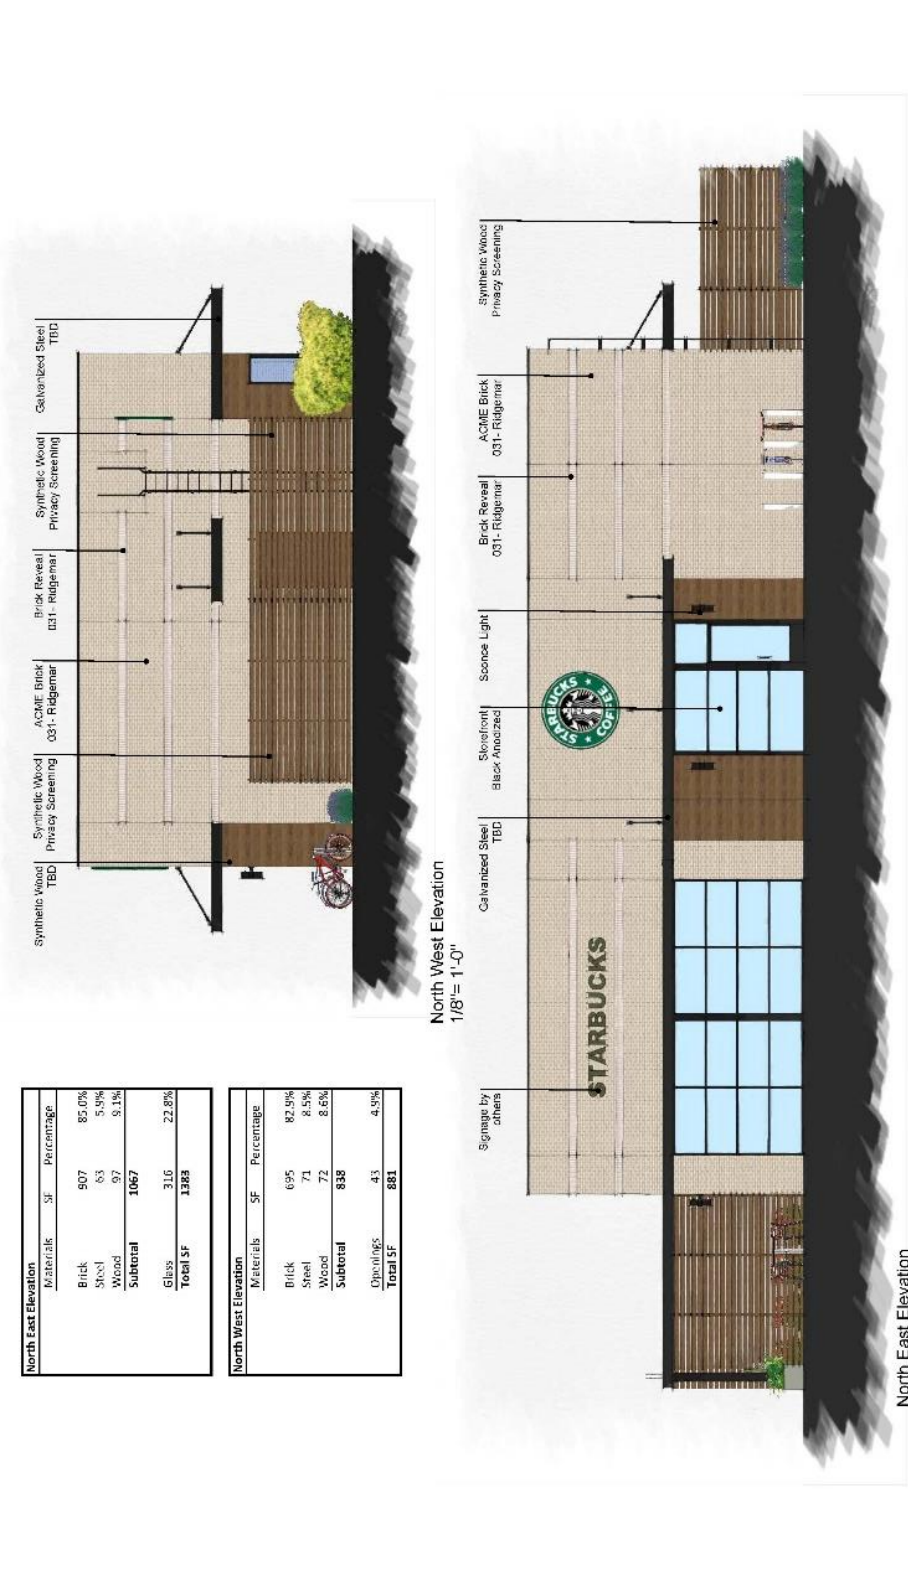 North East Elevation
Materials SF Percentage
Brick 907 85.0%
Steel 63 5.9%
Wood 97 9.1%
Subtotal 1067
Glass 316 22.8%
Total SF 1383
North West Elevation
Materials SF Percentage
Brick 695 82.9%
Steel 71 8.5%
Wood 72 8.6%
Subtotal 838
Openings 43 4.9%
Total SF 881
Synthetic Wood
TBD
Synthetic Wood
Privacy Screening
ACME Brick
031- Ridgemar
Brick Reveal
031- Ridgemar
Synthetic Wood
Privacy Screening
Galvanized Steel
TBD
North West Elevation
1/8"= 1'-0"
Signage by
others
Galvanized Steel
TBD
Storefront
Black Anodized
Sconce Light
Brick Reveal
031- Ridgemar
ACME Brick
031- Ridgemar
Synthetic Wood
Privacy Screening
STARBUCKS
STARBUCKS
COFFEE
North East Elevation